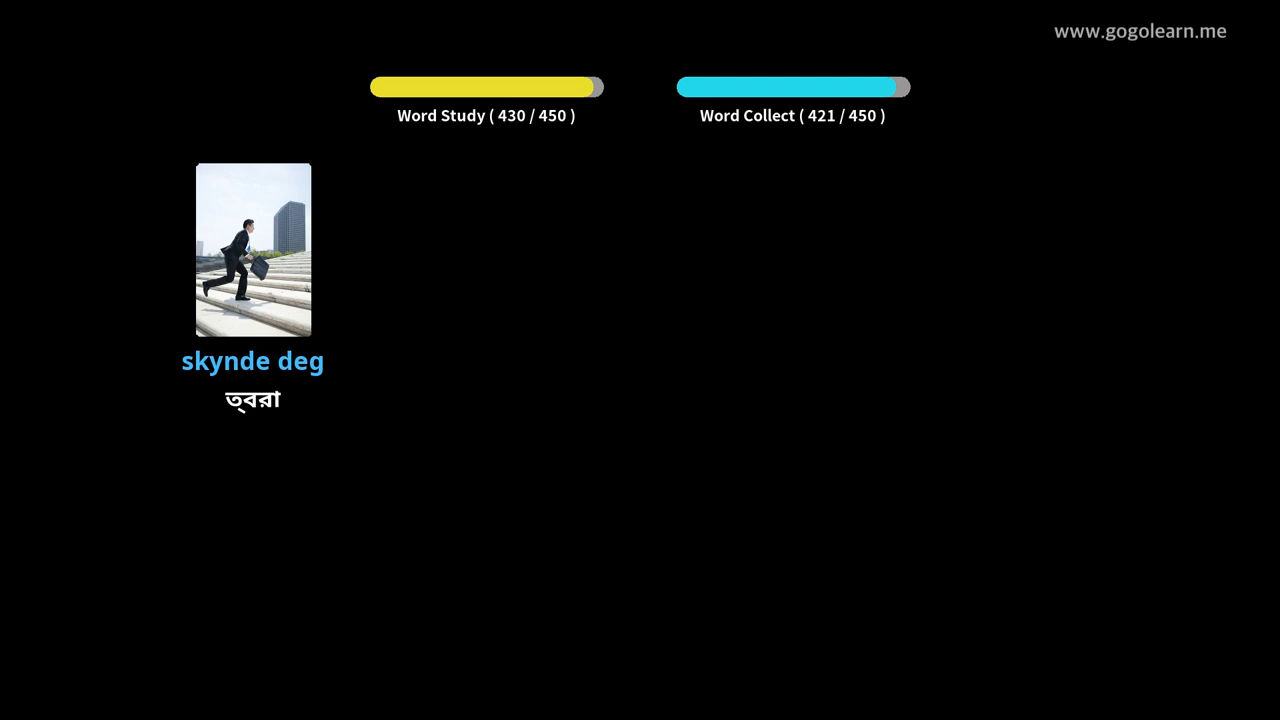 www.gogolearn.me
Word Study ( 430 / 450 )
Word Collect ( 421 / 450 )
skynde deg
ত্বরা